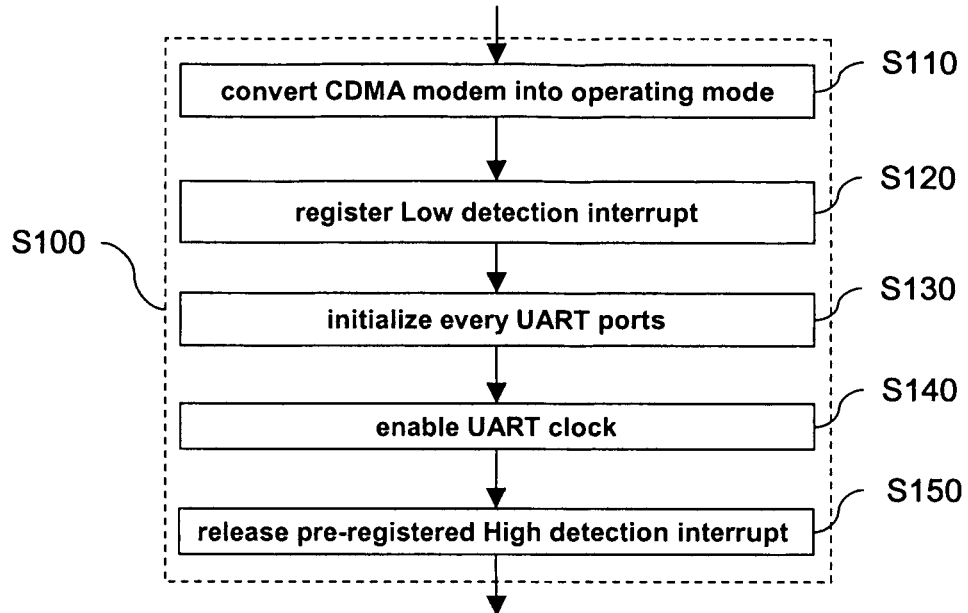 S110
convert CDMA modem into operating mode
S120
register Low detection interrupt
S100
S130
initialize every UART ports
S140
enable UART clock
S150
release pre-registered High detection interrupt